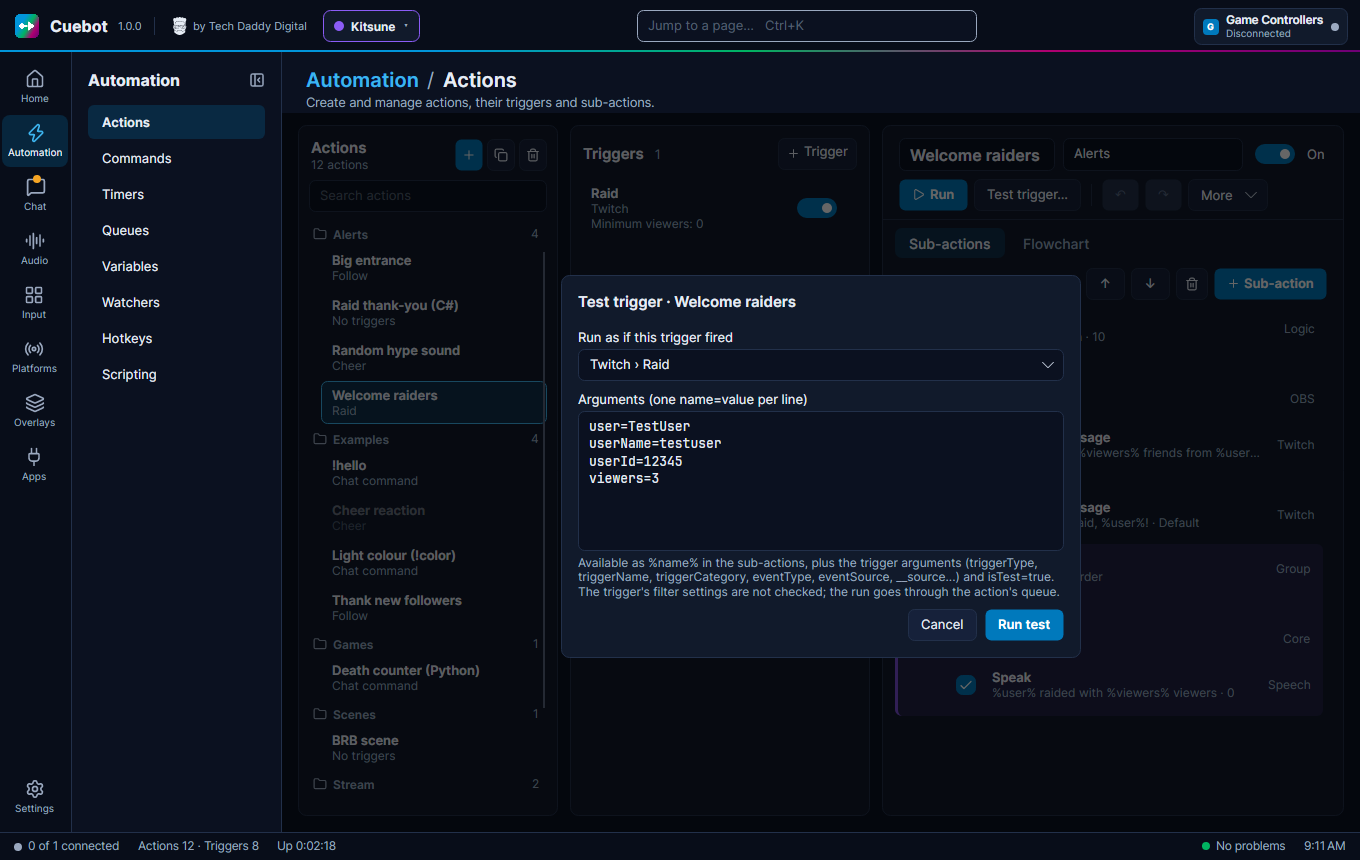 Cuebot 1.0.0 by Tech Daddy Digital Kitsune
Jump to a page... Ctrl+K
G Game Controllers
Disconnected
Home
Automation
Chat
Audio
Input
Platforms
Overlays
Apps
Settings
Automation
Actions
Commands
Timers
Queues
Variables
Watchers
Hotkeys
Scripting
Automation / Actions
Create and manage actions, their triggers and sub-actions.
Actions
12 actions
Search actions
Alerts 4
Big entrance
Follow
Raid thank-you (C#)
No triggers
Random hype sound
Cheer
Welcome raiders
Raid
Examples 4
!hello
Chat command
Cheer reaction
Cheer
Light colour (!color)
Chat command
Thank new followers
Follow
Games 1
Death counter (Python)
Chat command
Scenes 1
BRB scene
No triggers
Stream 2
Triggers 1
+ Trigger
Raid
Twitch
Minimum viewers: 0
Welcome raiders Alerts On
Run Test trigger... More
Sub-actions Flowchart
+ Sub-action
Logic
· 10
OBS
sage Twitch
%viewers% friends from %user...
sage Twitch
aid, %user%! · Default
Group
rder
Core
Speak Speech
%user% raided with %viewers% viewers · 0
Test trigger · Welcome raiders
Run as if this trigger fired
Twitch › Raid
Arguments (one name=value per line)
user=TestUser
userName=testuser
userId=12345
viewers=3
Available as %name% in the sub-actions, plus the trigger arguments (triggerType,
triggerName, triggerCategory, eventType, eventSource, __source...) and isTest=true.
The trigger's filter settings are not checked; the run goes through the action's queue.
Cancel Run test
0 of 1 connected Actions 12 · Triggers 8 Up 0:02:18 No problems 9:11 AM